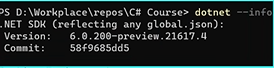 PS D:\Workplace\repos\C# Course> dotnet --info
.NET SDK (reflecting any global.json):
Version: 6.0.200-preview.21617.4
Commit: 58f9685dd5